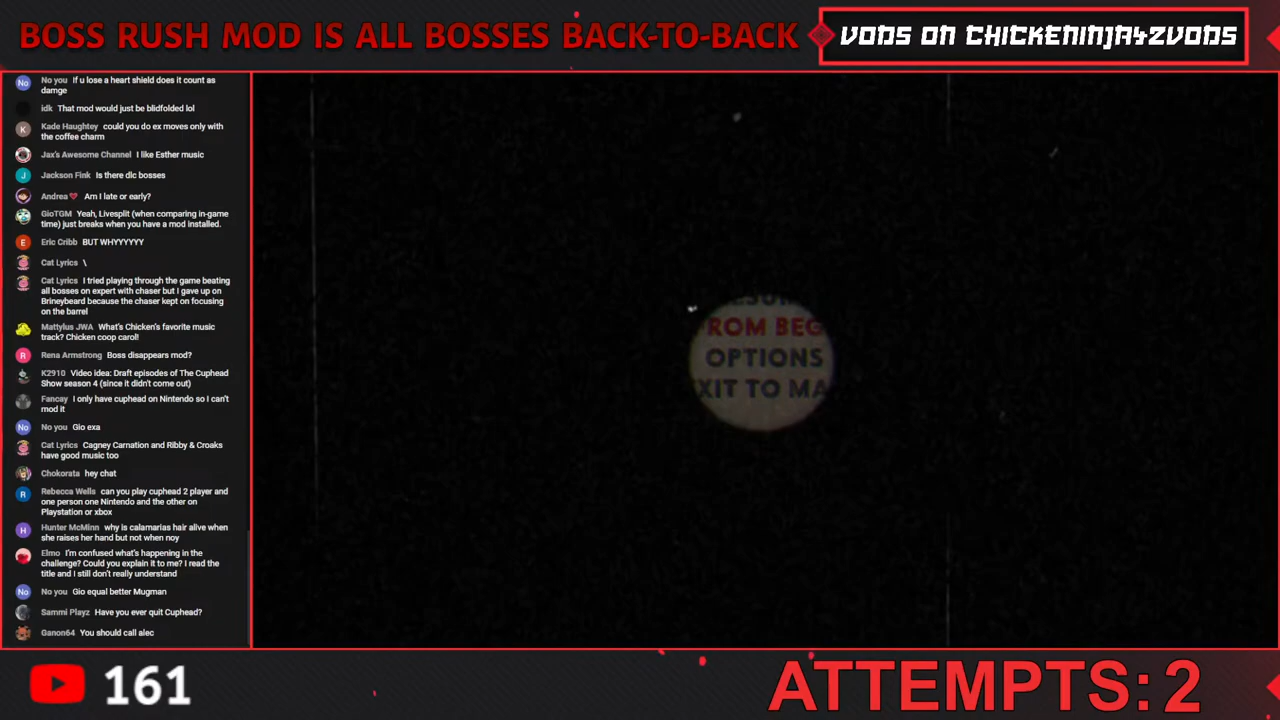 BOSS RUSH MOD IS ALL BOSSES BACK-TO-BACK
VODS ON CHICKENINJA42VODS
No you If u lose a heart shield does it count as
damge
idk That mod would just be blidfolded lol
Kade Haughtey could you do ex moves only with
the coffee charm
Jax's Awesome Channel I like Esther music
Jackson Fink Is there dlc bosses
Andrea Am I late or early?
GioTGM Yeah, Livesplit (when comparing in-game
time) just breaks when you have a mod installed.
Eric Cribb BUT WHYYYYYY
Cat Lyrics \
Cat Lyrics I tried playing through the game beating
all bosses on expert with chaser but I gave up on
Brineybeard because the chaser kept on focusing
on the barrel
Mattylus JWA What's Chicken's favorite music
track? Chicken coop carol!
Rena Armstrong Boss disappears mod?
K2910 Video idea: Draft episodes of The Cuphead
Show season 4 (since it didn't come out)
Fancay I only have cuphead on Nintendo so I can't
mod it
No you Gio exa
Cat Lyrics Cagney Carnation and Ribby & Croaks
have good music too
Chokorata hey chat
Rebecca Wells can you play cuphead 2 player and
one person one Nintendo and the other on
Playstation or xbox
Hunter McMinn why is calamarias hair alive when
she raises her hand but not when noy
Elmo I'm confused what's happening in the
challenge? Could you explain it to me? I read the
title and I still don't really understand
No you Gio equal better Mugman
Sammi Playz Have you ever quit Cuphead?
Ganon64 You should call alec
ESUM
ROM BEG
OPTIONS
XIT TO MA
161
ATTEMPTS: 2